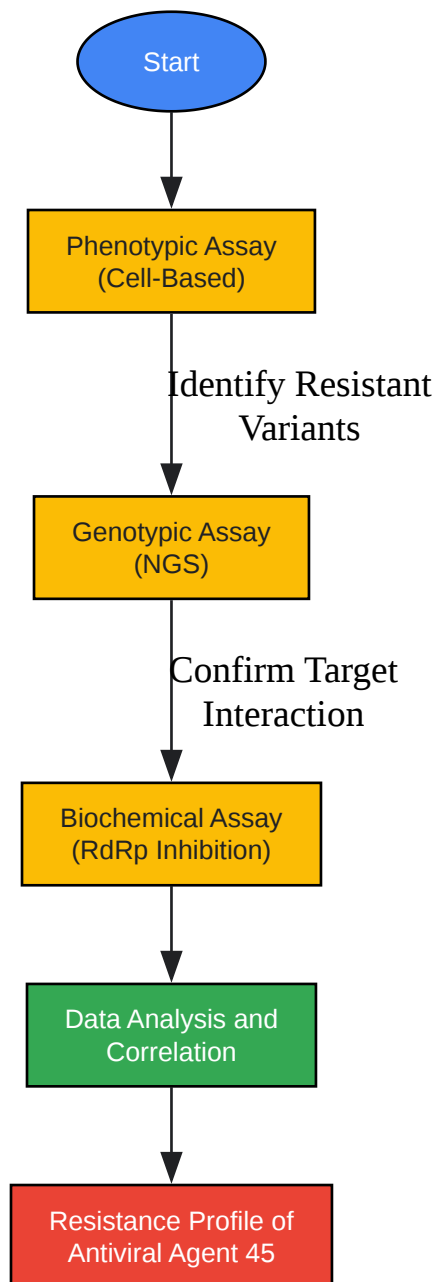 Start
Phenotypic Assay
(Cell-Based)
Identify Resistant
Variants
Genotypic Assay
(NGS)
Confirm Target
Interaction
Biochemical Assay
(RdRp Inhibition)
Data Analysis and
Correlation
Resistance Profile of
Antiviral Agent 45